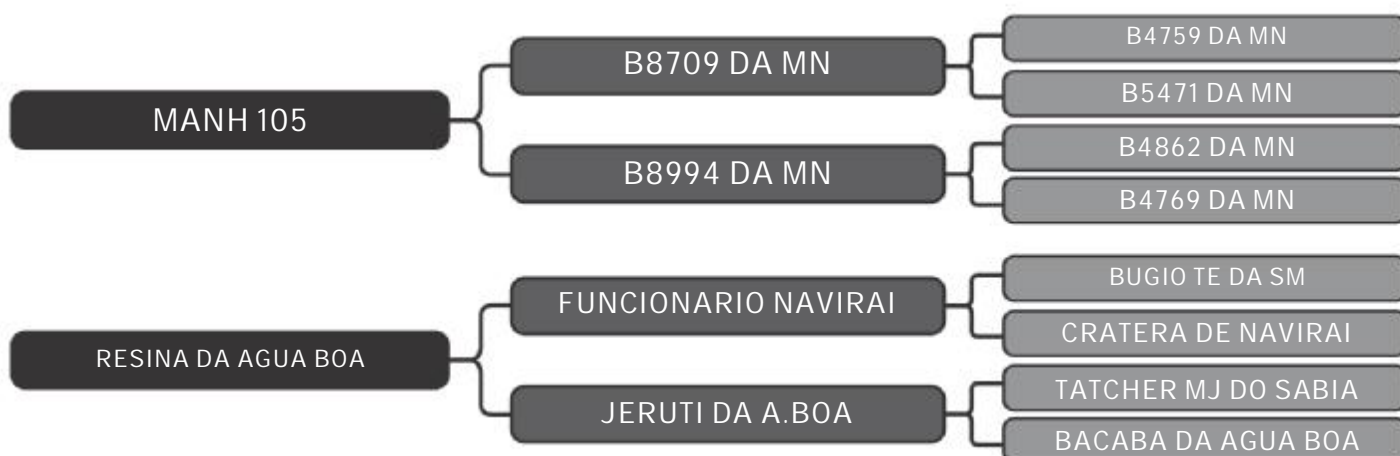 MANH 105
B8709 DA MN
B4759 DA MN
B5471 DA MN
B8994 DA MN
B4862 DA MN
B4769 DA MN
RESINA DA AGUA BOA
FUNCIONARIO NAVIRAI
BUGIO TE DA SM
CRATERA DE NAVIRAI
JERUTI DA A.BOA
TATCHER MJ DO SABIA
BACABA DA AGUA BOA